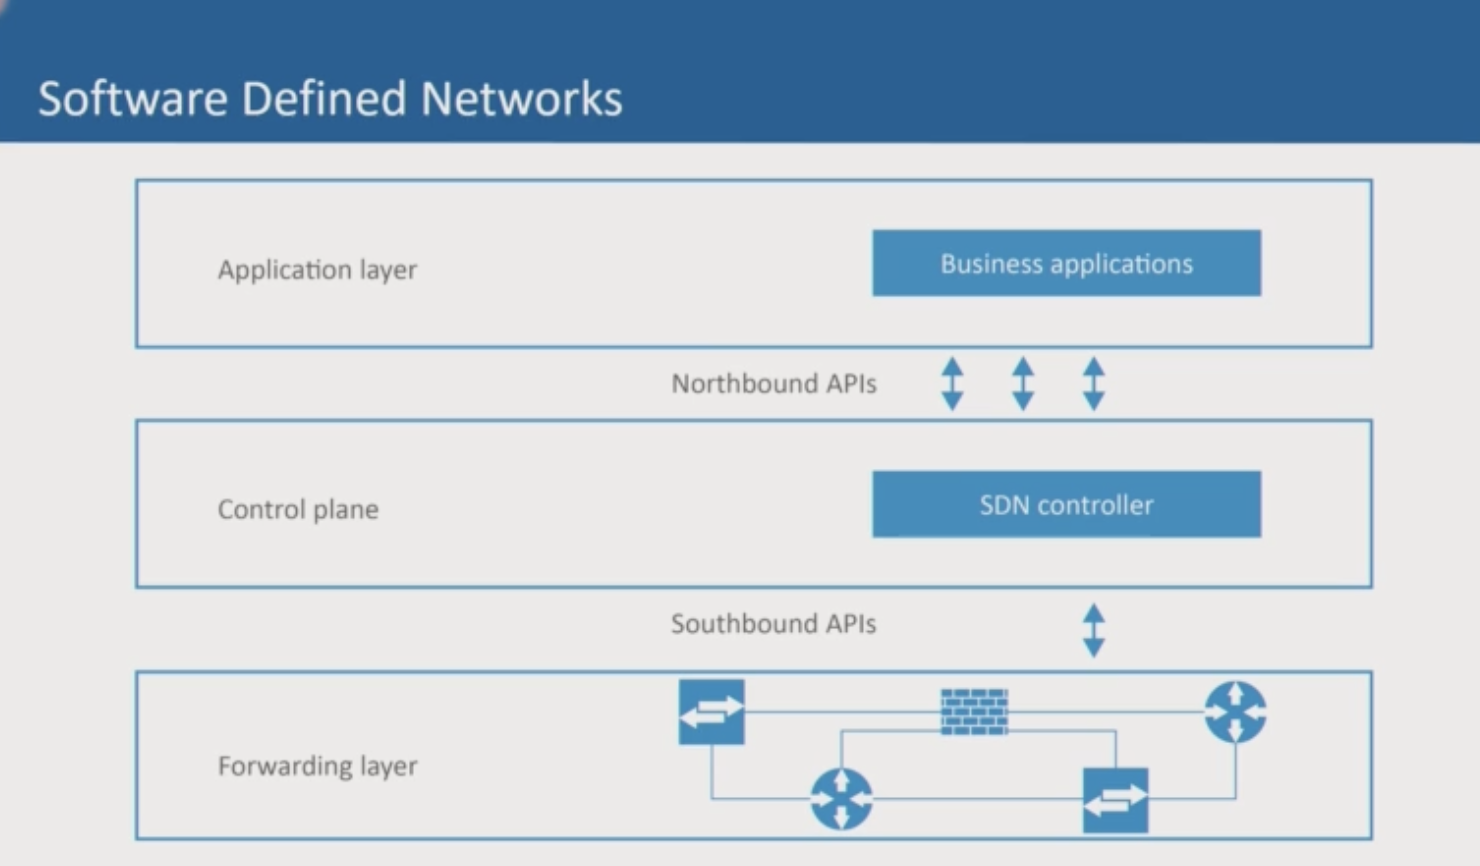 Software Defined Networks
Application layer
Business applications
Northbound APIs
Control plane
SDN controller
Southbound APIs
Forwarding layer